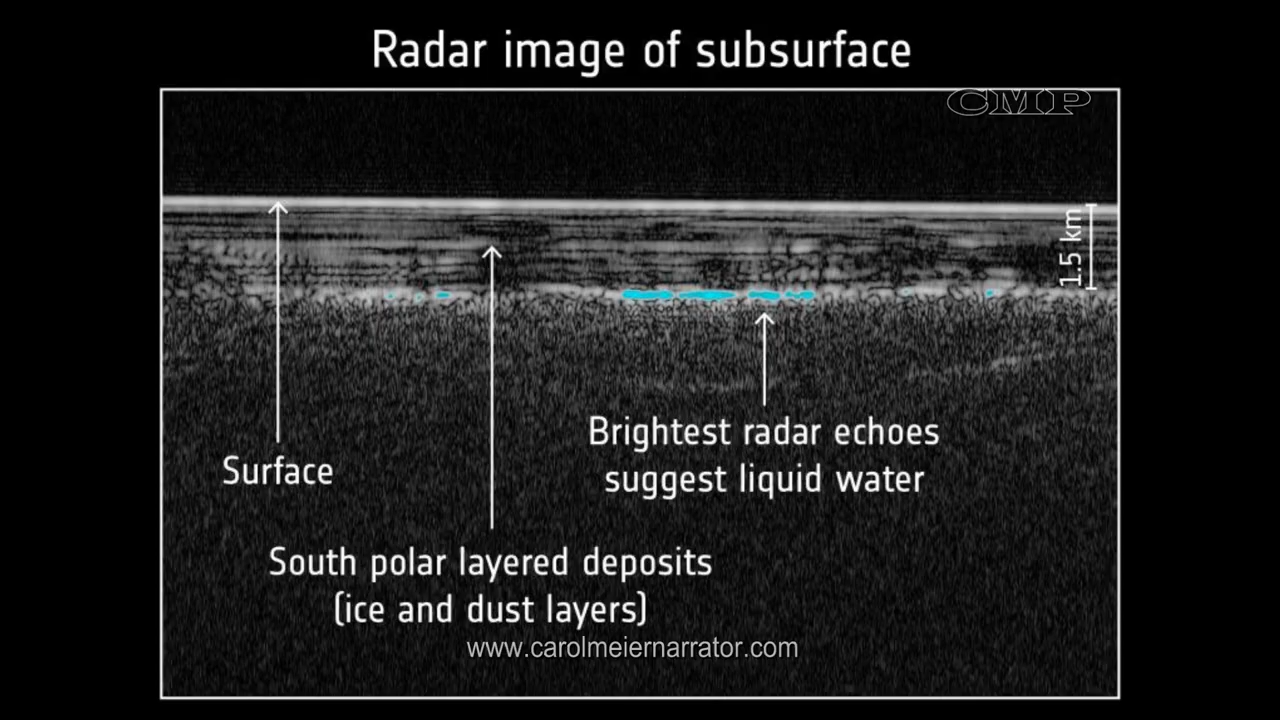 Radar image of subsurface
CMP
1.5 km
Brightest radar echoes
suggest liquid water
Surface
South polar layered deposits
(ice and dust layers)
www.carolmeiernarrator.com